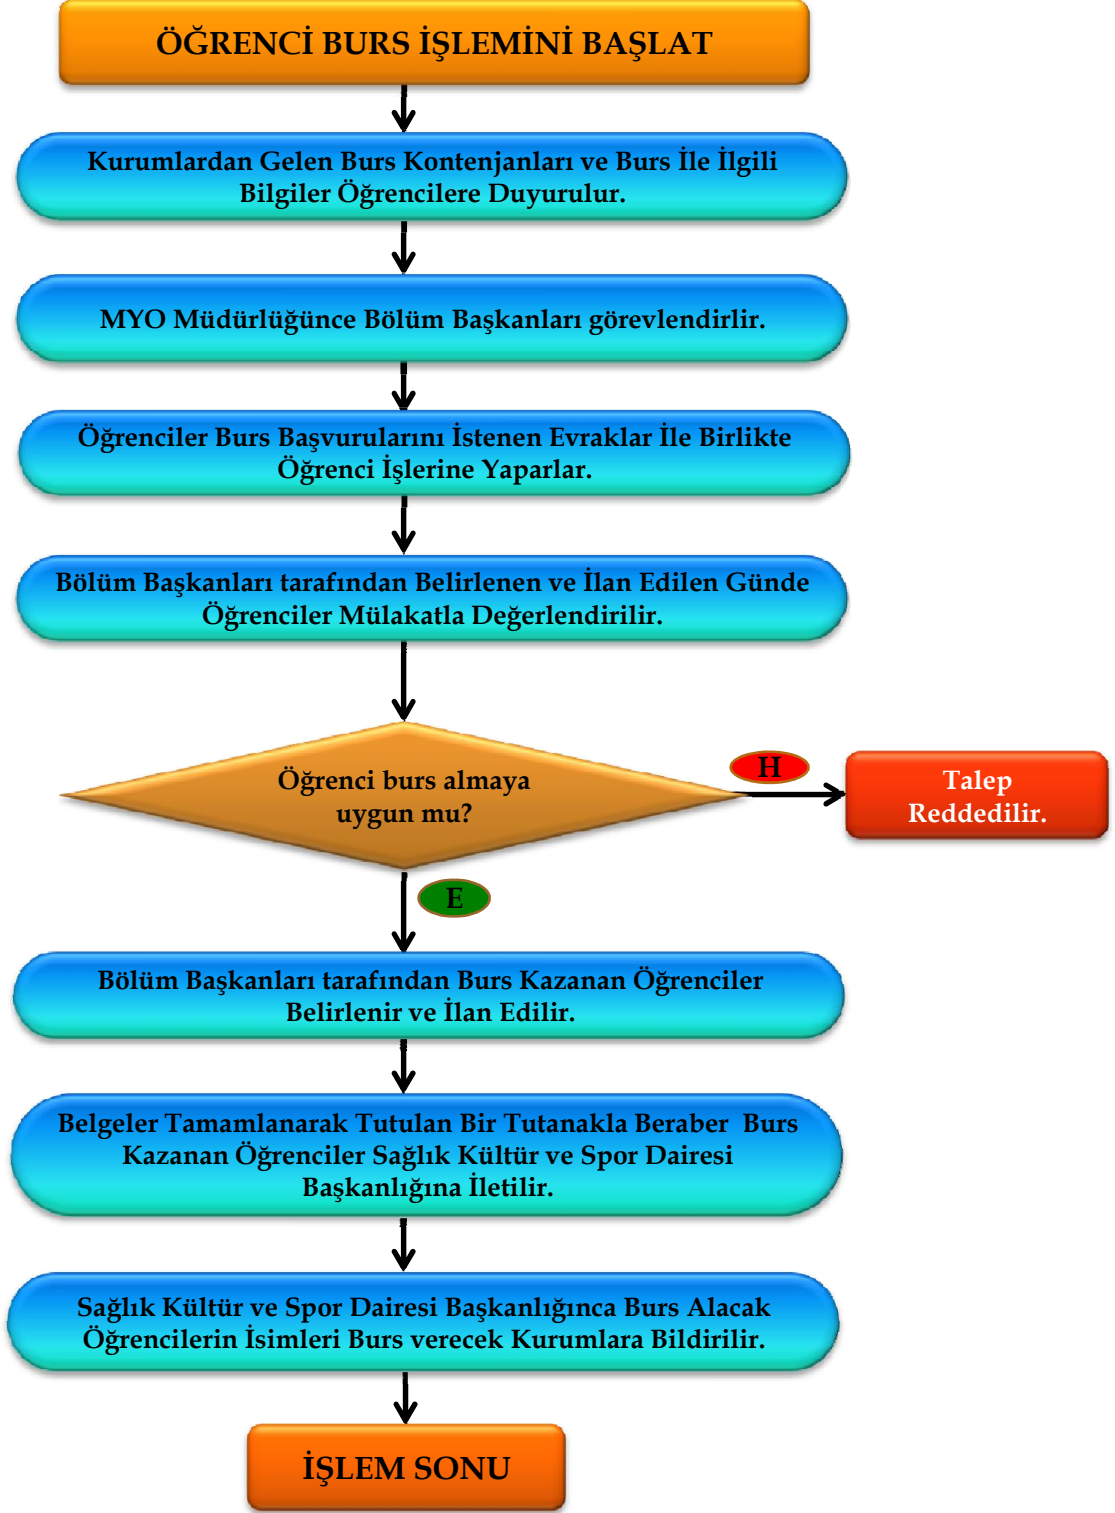 ÖĞRENCİ BURS İŞLEMİNİ BAŞLAT
Kurumlardan Gelen Burs Kontenjanları ve Burs İle İlgili
Bilgiler Öğrencilere Duyurulur.
MYO Müdürlüğünce Bölüm Başkanları görevlendirlir.
Öğrenciler Burs Başvurularını İstenen Evraklar İle Birlikte
Öğrenci İşlerine Yaparlar.
Bölüm Başkanları tarafından Belirlenen ve İlan Edilen Günde
Öğrenciler Mülakatla Değerlendirilir.
Öğrenci burs almaya
uygun mu?
H
Talep
Reddedilir.
E
Bölüm Başkanları tarafından Burs Kazanan Öğrenciler
Belirlenir ve İlan Edilir.
Belgeler Tamamlanarak Tutulan Bir Tutanakla Beraber  Burs
Kazanan Öğrenciler Sağlık Kültür ve Spor Dairesi
Başkanlığına İletilir.
Sağlık Kültür ve Spor Dairesi Başkanlığınca Burs Alacak
Öğrencilerin İsimleri Burs verecek Kurumlara Bildirilir.
İŞLEM SONU